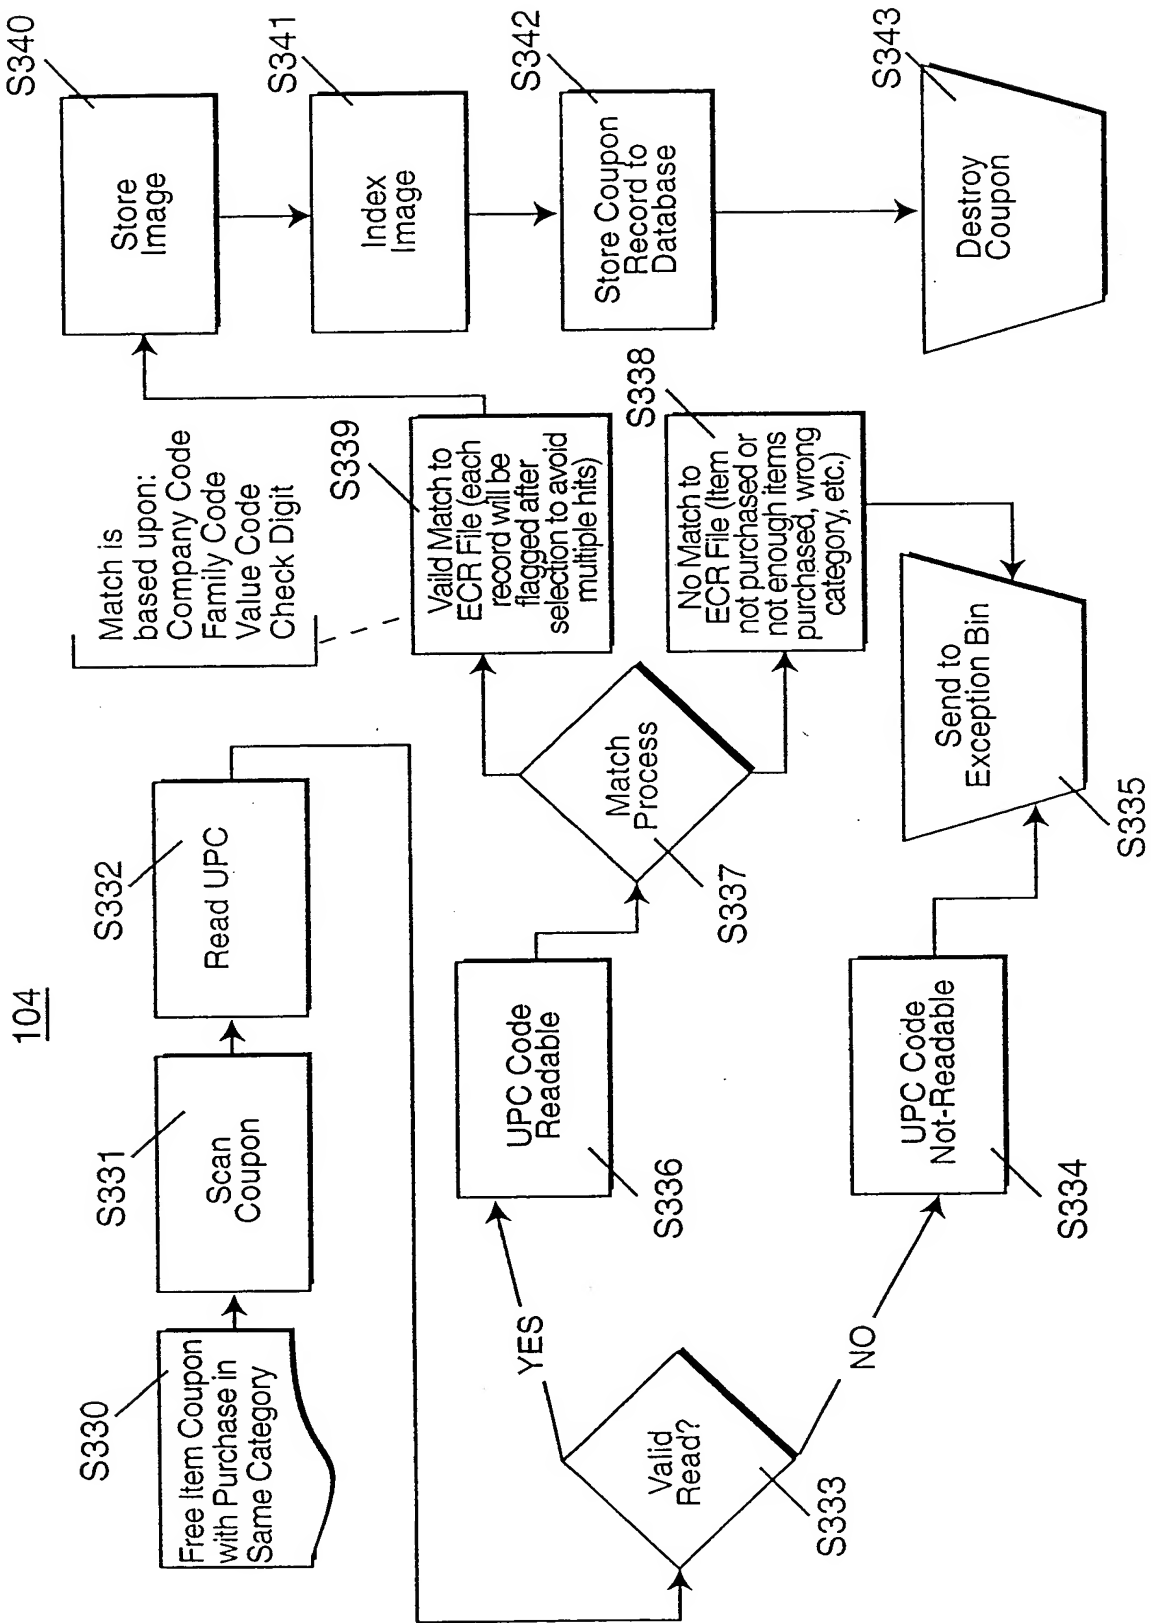 104
S330
Free Item Coupon
with Purchase in
Same Category
S331
Scan
Coupon
S332
Read UPC
S333
Valid
Read?
YES
NO
S336
UPC Code
Readable
S334
UPC Code
Not-Readable
S337
Match
Process
Match is
based upon:
Company Code
Family Code
Value Code
Check Digit
S339
Vaild Match to
ECR File (each
record will be
flagged after
selection to avoid
multiple hits)
S338
No Match to
ECR File (Item
not purchased or
not enough items
purchased, wrong
category, etc.)
S335
Send to
Exception Bin
S340
Store
Image
S341
Index
Image
S342
Store Coupon
Record to
Database
S343
Destroy
Coupon